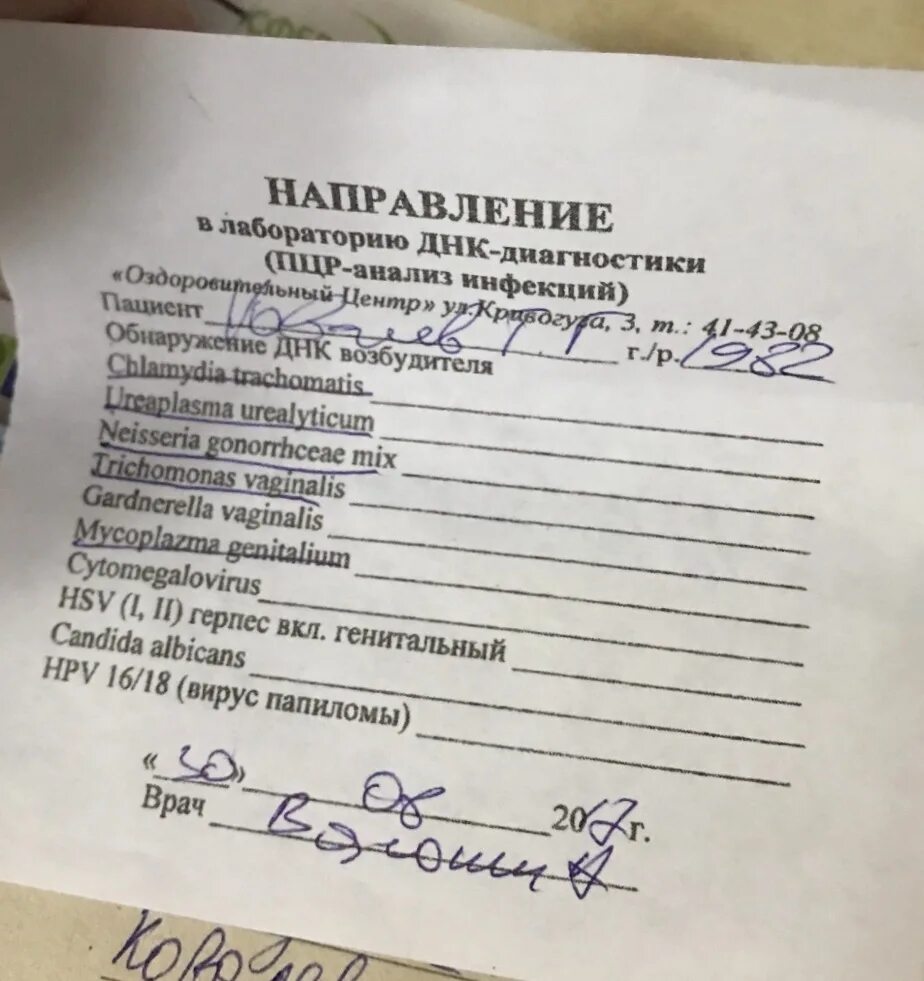 НАПРАВЛЕНИЕ
в лабораторию ДНК-диагностики
(ПЦР-анализ инфекций)
«Оздоровительный Центр» ул.Кривогуза, 3, т.: 41-43-08
Пациент г./р. 1982
Обнаружение ДНК возбудителя
Chlamydia trachomatis
Ureaplasma urealyticum
Neisseria gonorrhceae mix
Trichomonas vaginalis
Gardnerella vaginalis
Mycoplazma genitalium
Cytomegalovirus
HSV (I, II) герпес вкл. генитальный
Candida albicans
HPV 16/18 (вирус папиломы)
«30» 08 2017г.
Врач
Ковалев